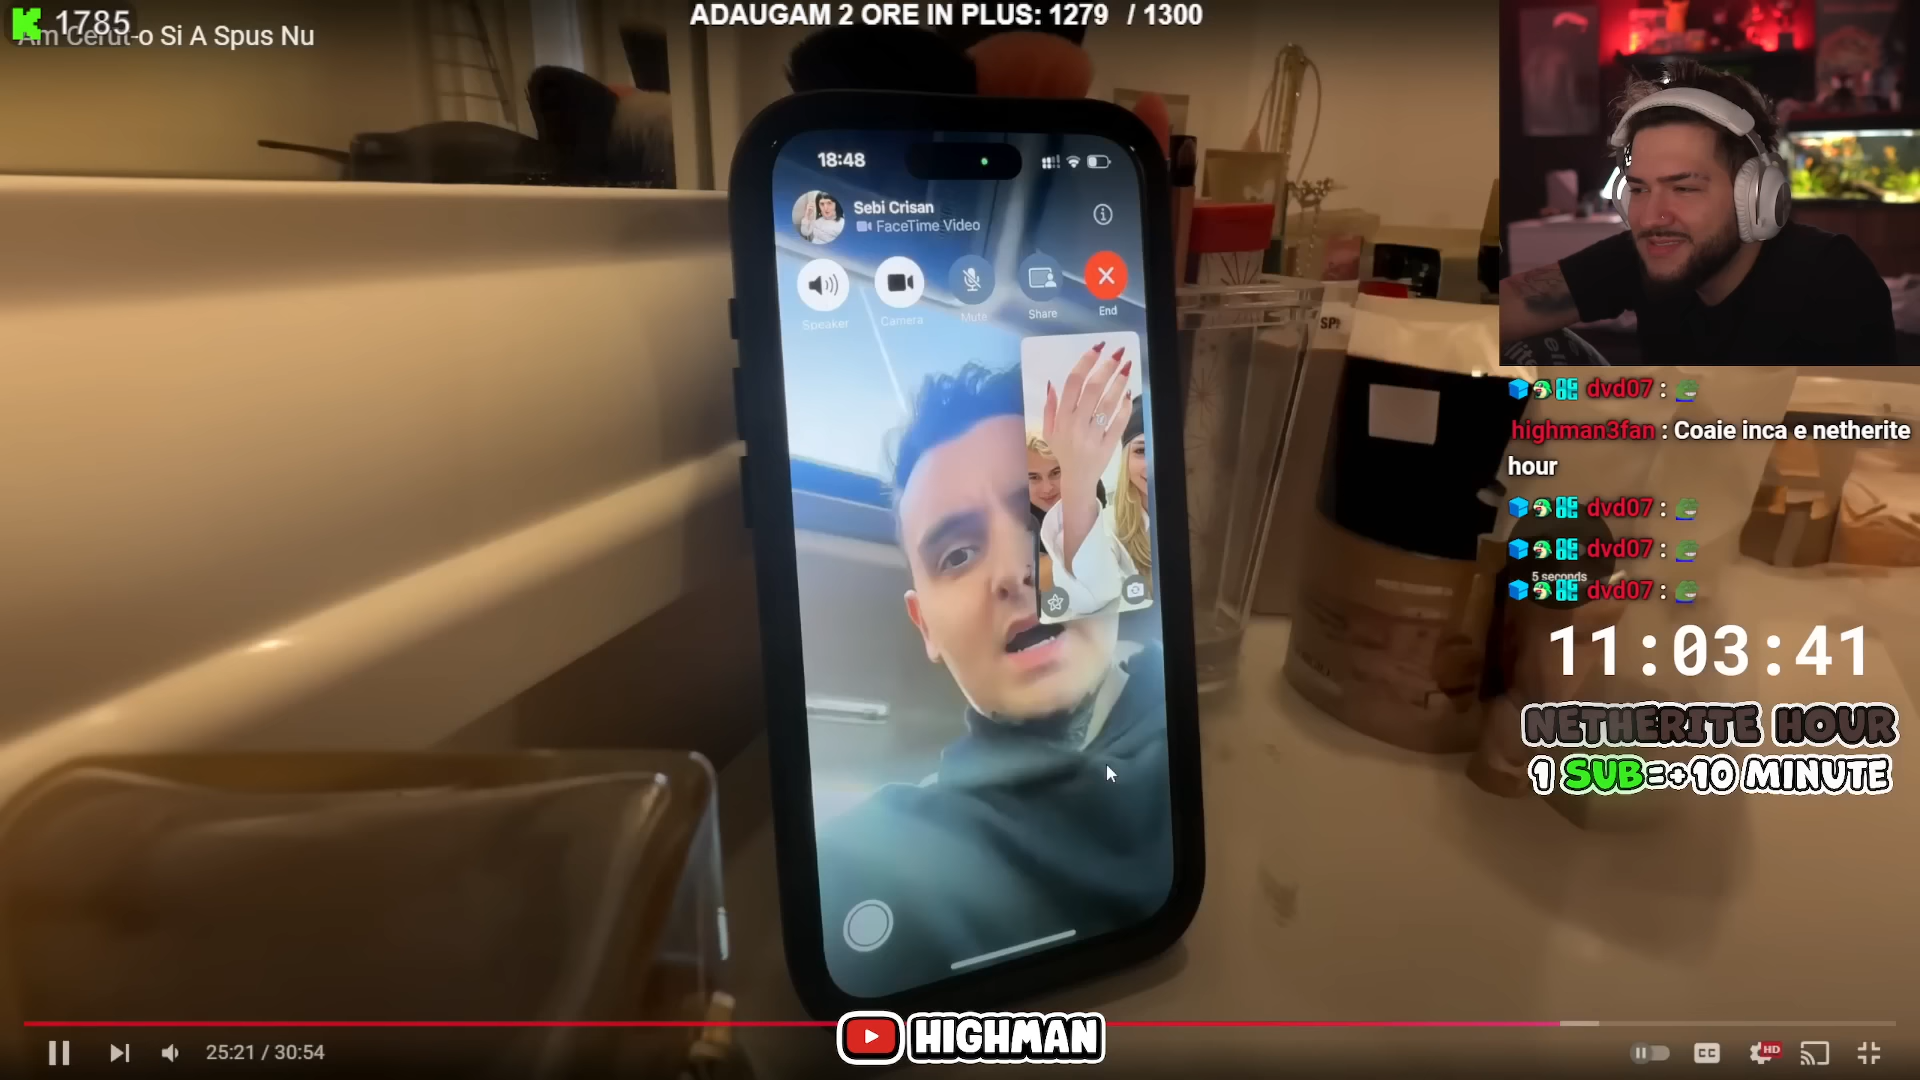 1785
Am Cerut-o Si A Spus Nu
ADAUGAM 2 ORE IN PLUS: 1279 / 1300
18:48
Sebi Crisan
FaceTime Video
Speaker
Camera
Mute
Share
End
dvd07 :
highman3fan : Coaie inca e netherite
hour
dvd07 :
dvd07 :
5 seconds
dvd07 :
11:03:41
NETHERITE HOUR
1 SUB=+10 MINUTE
HIGHMAN
25:21 / 30:54
CC
HD